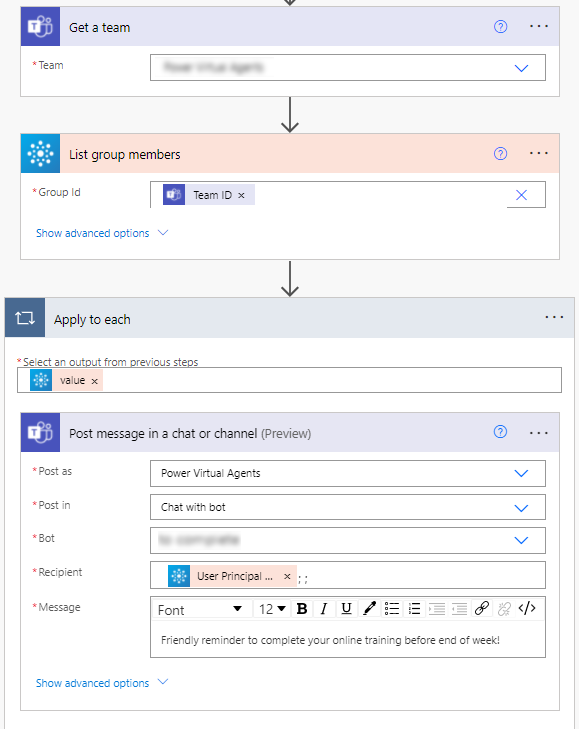 Get a team
* Team
List group members
* Group Id
Team ID ×
Show advanced options
Apply to each
* Select an output from previous steps
value ×
Post message in a chat or channel (Preview)
* Post as
Power Virtual Agents
* Post in
Chat with bot
* Bot
* Recipient
User Principal ... × ; ;
* Message
Font 12 B I U </>
Friendly reminder to complete your online training before end of week!
Show advanced options